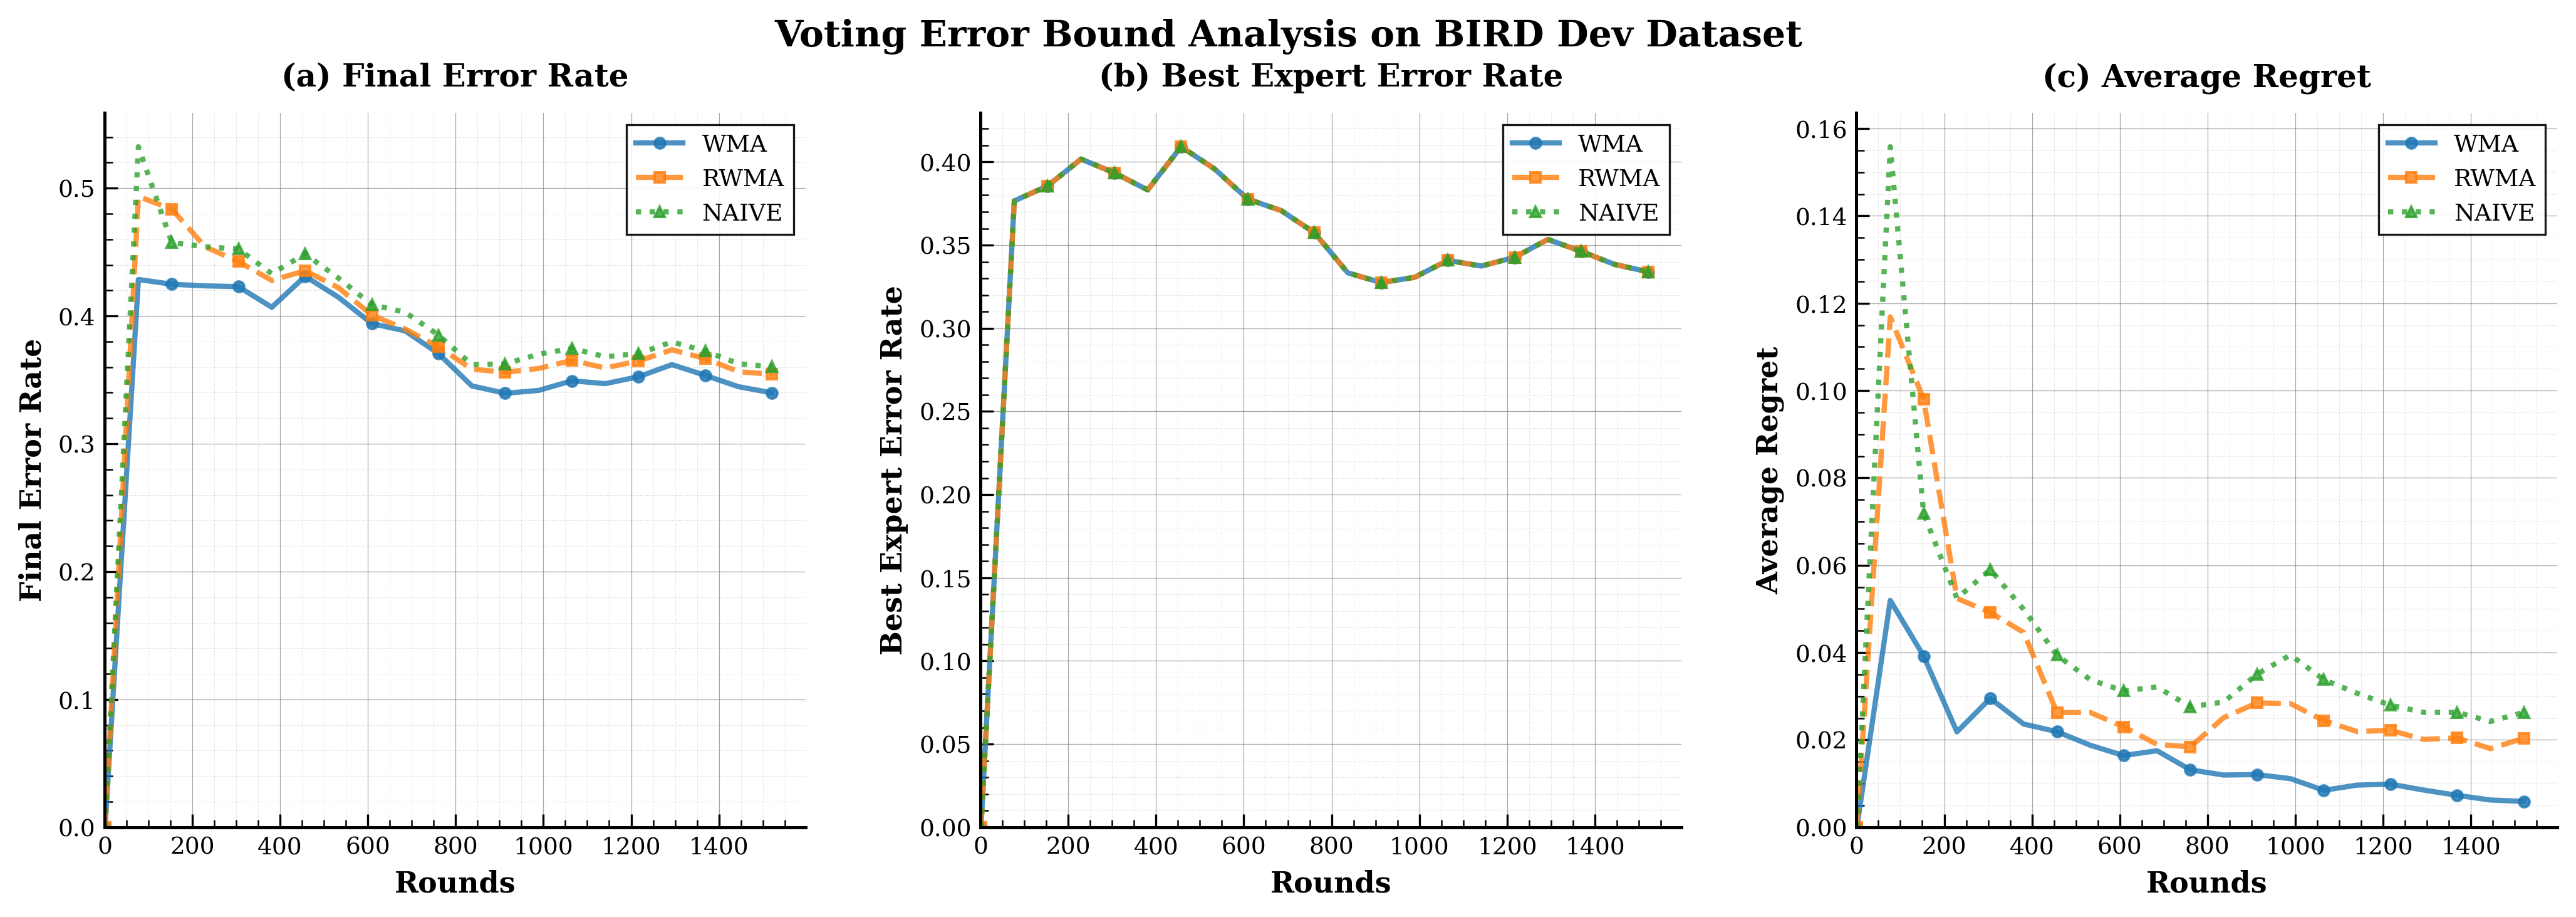 Voting Error Bound Analysis on BIRD Dev Dataset
(a) Final Error Rate
Final Error Rate
0.5
0.4
0.3
0.2
0.1
0.0
0 200 400 600 800 1000 1200 1400
Rounds
WMA
RWMA
NAIVE
(b) Best Expert Error Rate
Best Expert Error Rate
0.40
0.35
0.30
0.25
0.20
0.15
0.10
0.05
0.00
0 200 400 600 800 1000 1200 1400
Rounds
WMA
RWMA
NAIVE
(c) Average Regret
Average Regret
0.16
0.14
0.12
0.10
0.08
0.06
0.04
0.02
0.00
0 200 400 600 800 1000 1200 1400
Rounds
WMA
RWMA
NAIVE